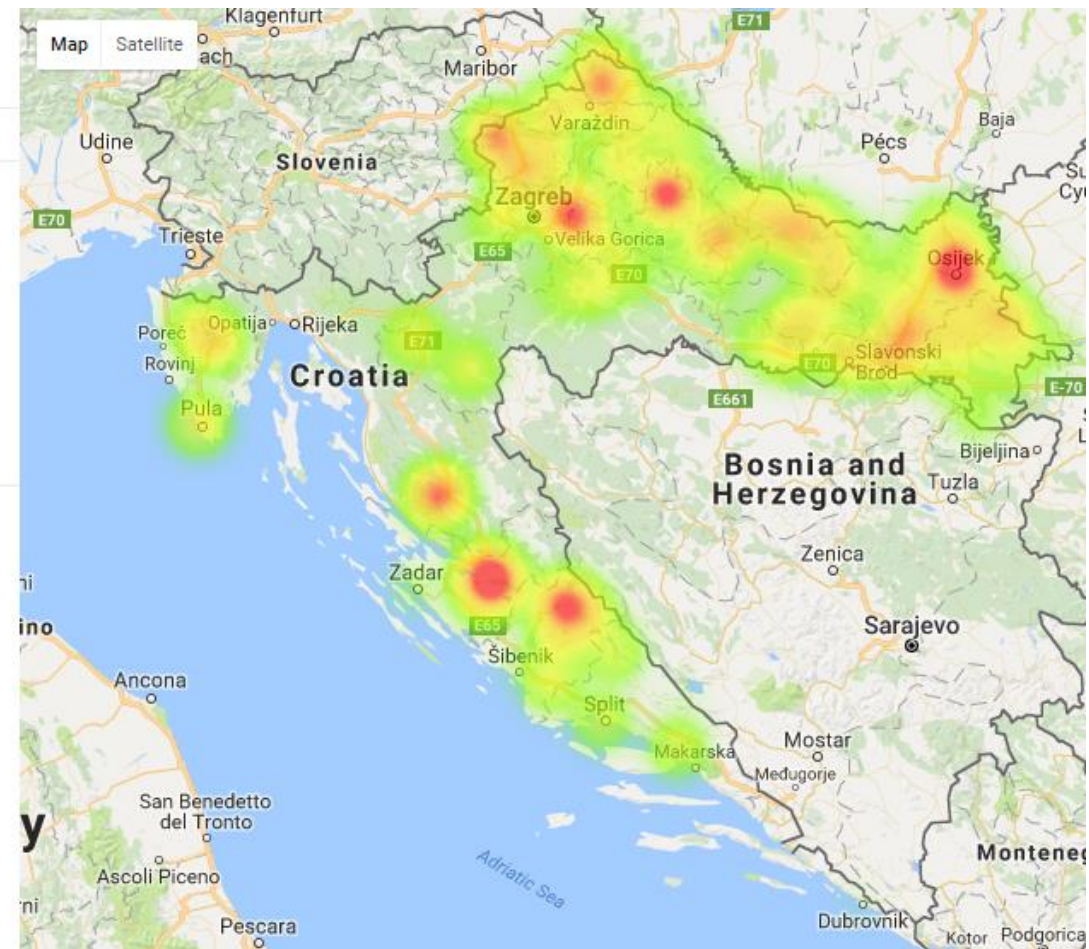 Klagenfurt
E71
Map
Satellite
ach
Maribor
Varaždin
Baja
Udine
Pécs
Slovenia
Su
Zagreb
E70
Trieste
Velika Gorica
E65
E70
Osijek
Poreč
Opatija
Rijeka
E71
Rovinj
Croatia
E70
Slavonski
Brod
E661
E-70
Pula
Bosnia and
Herzegovina
Bijeljina
Tuzla
Zadar
Zenica
ino
E65
Sarajevo
Šibenik
Ancona
Split
Makarska
Mostar
Međugorje
San Benedetto
del Tronto
y
Adriatic Sea
Monteneg
Ascoli Piceno
Pescara
Dubrovnik
Kotor
Podgorica